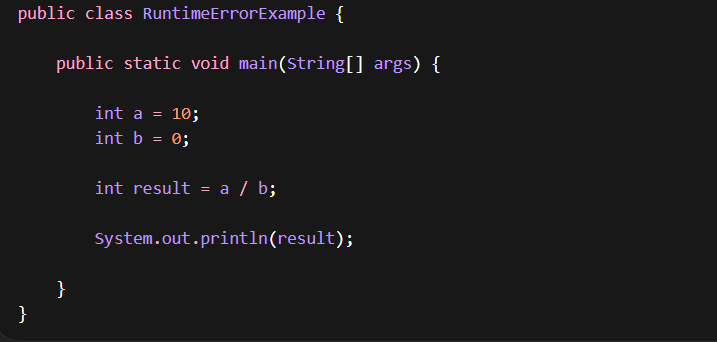 public class RuntimeErrorExample {
public static void main(String[] args) {
int a = 10;
int b = 0;
int result = a / b;
System.out.println(result);
}
}